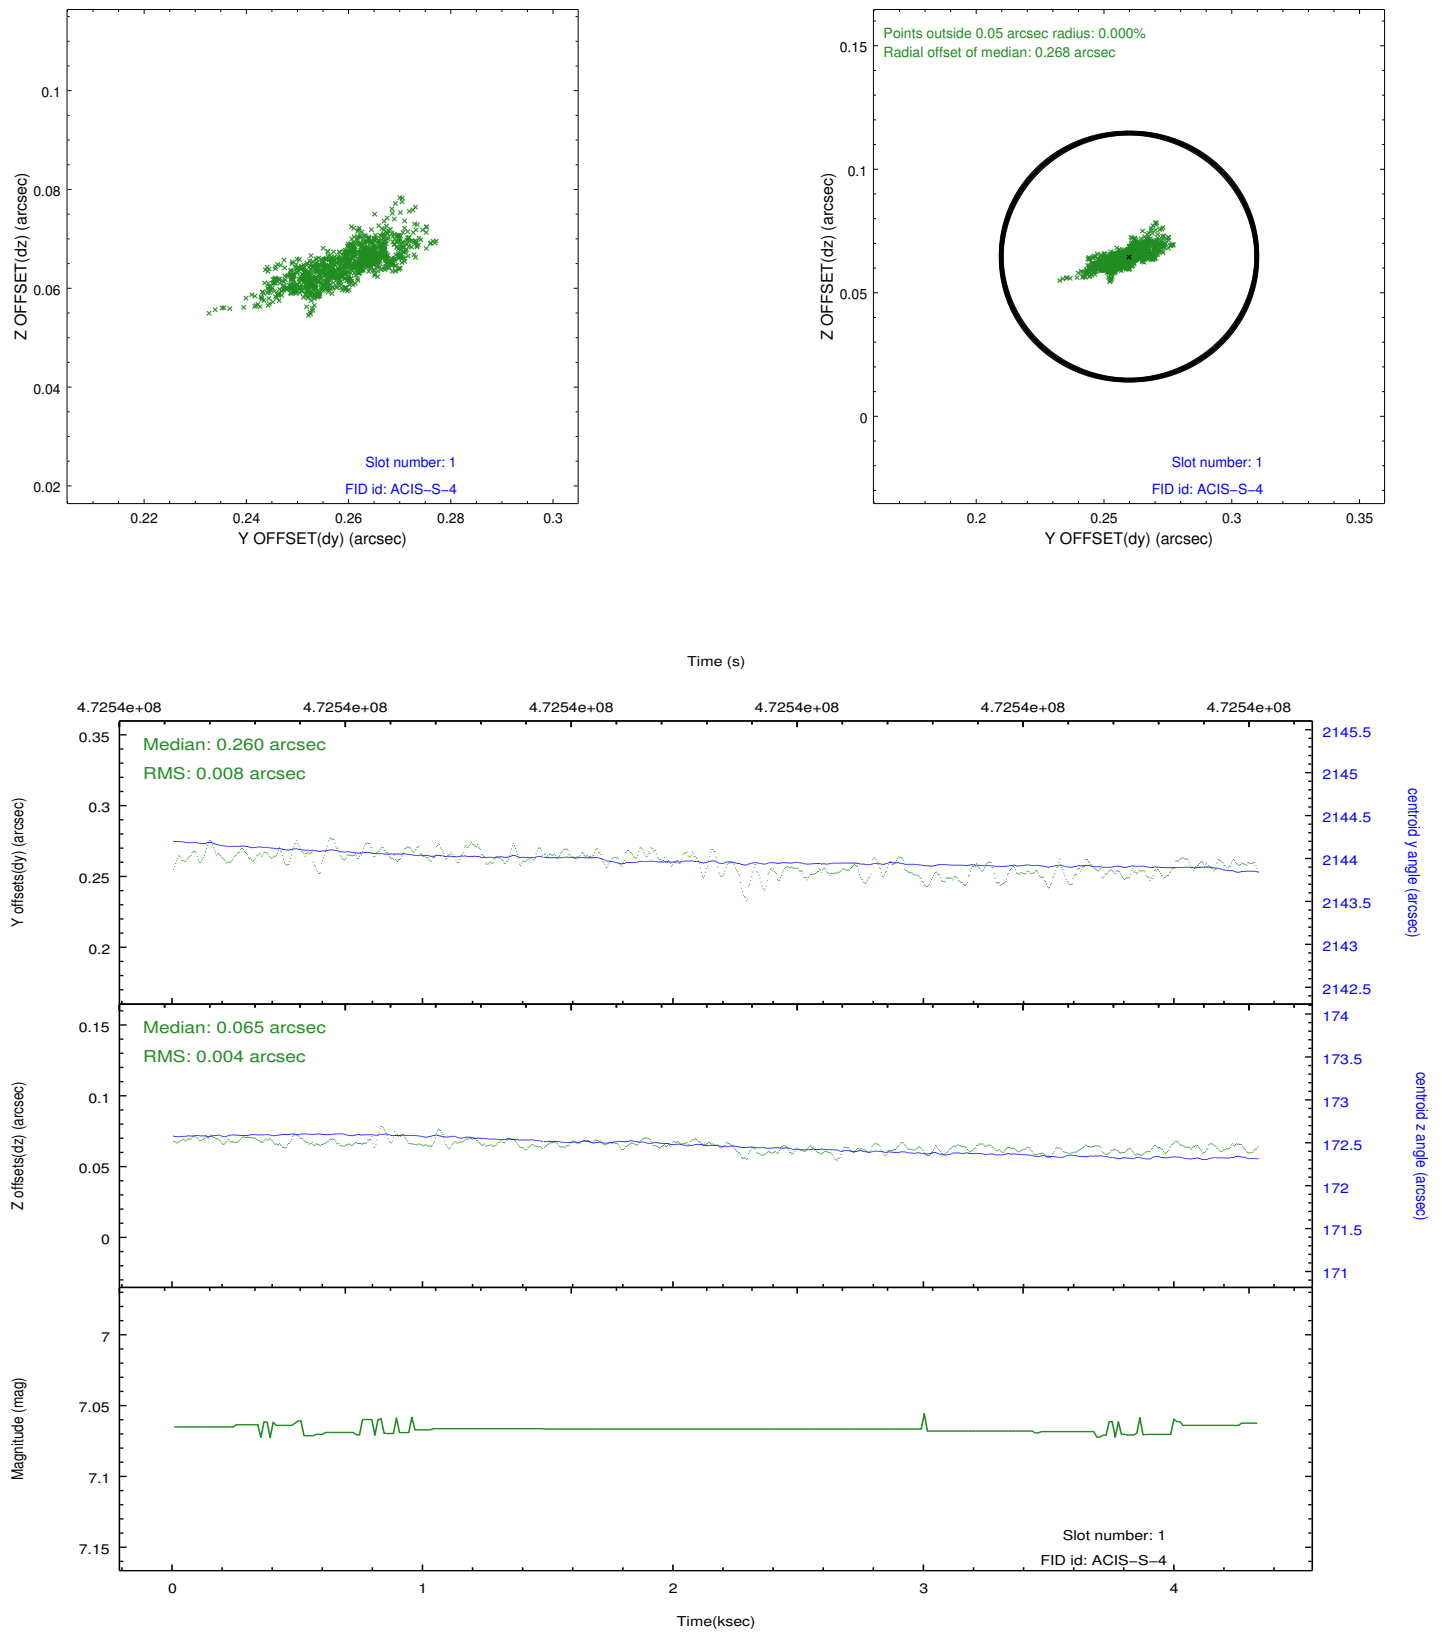 0.1
0.08
0.06
0.04
0.02
Z OFFSET(dz) (arcsec)
Slot number: 1
FID id: ACIS−S−4
0.22 0.24 0.26 0.28 0.3
Y OFFSET(dy) (arcsec)
Points outside 0.05 arcsec radius: 0.000%
Radial offset of median: 0.268 arcsec
0.15
0.1
0.05
0
Z OFFSET(dz) (arcsec)
Slot number: 1
FID id: ACIS−S−4
0.2 0.25 0.3 0.35
Y OFFSET(dy) (arcsec)
Time (s)
4.7254e+08 4.7254e+08 4.7254e+08 4.7254e+08 4.7254e+08 4.7254e+08
Median: 0.260 arcsec
RMS: 0.008 arcsec
0.35
0.3
0.25
0.2
Y offsets(dy) (arcsec)
2145.5
2145
2144.5
2144
2143.5
2143
2142.5
centroid y angle (arcsec)
Median: 0.065 arcsec
RMS: 0.004 arcsec
0.15
0.1
0.05
0
Z offsets(dz) (arcsec)
174
173.5
173
172.5
172
171.5
171
centroid z angle (arcsec)
7
7.05
7.1
7.15
Magnitude (mag)
Slot number: 1
FID id: ACIS−S−4
0 1 2 3 4
Time(ksec)